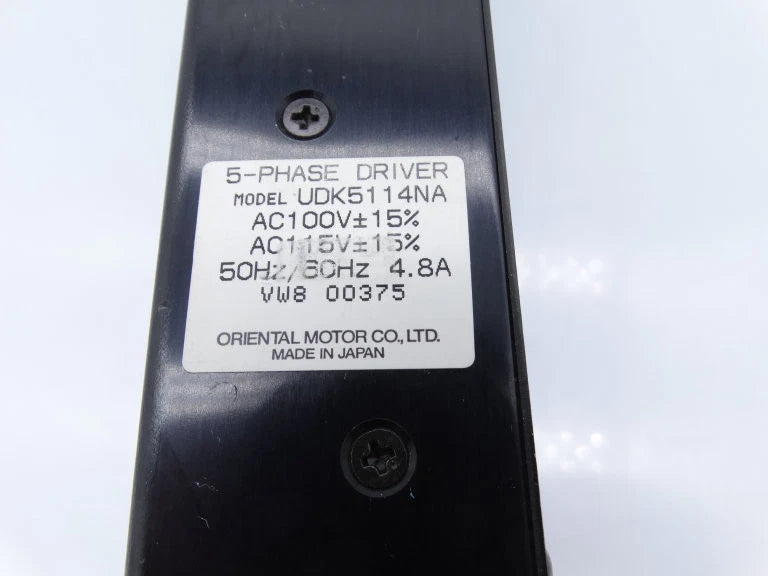 5-PHASE DRIVER
MODEL UDK5114NA
AC100V±15%
AC115V±15%
50Hz/60Hz 4.8A
VW8 00375
ORIENTAL MOTOR CO., LTD.
MADE IN JAPAN